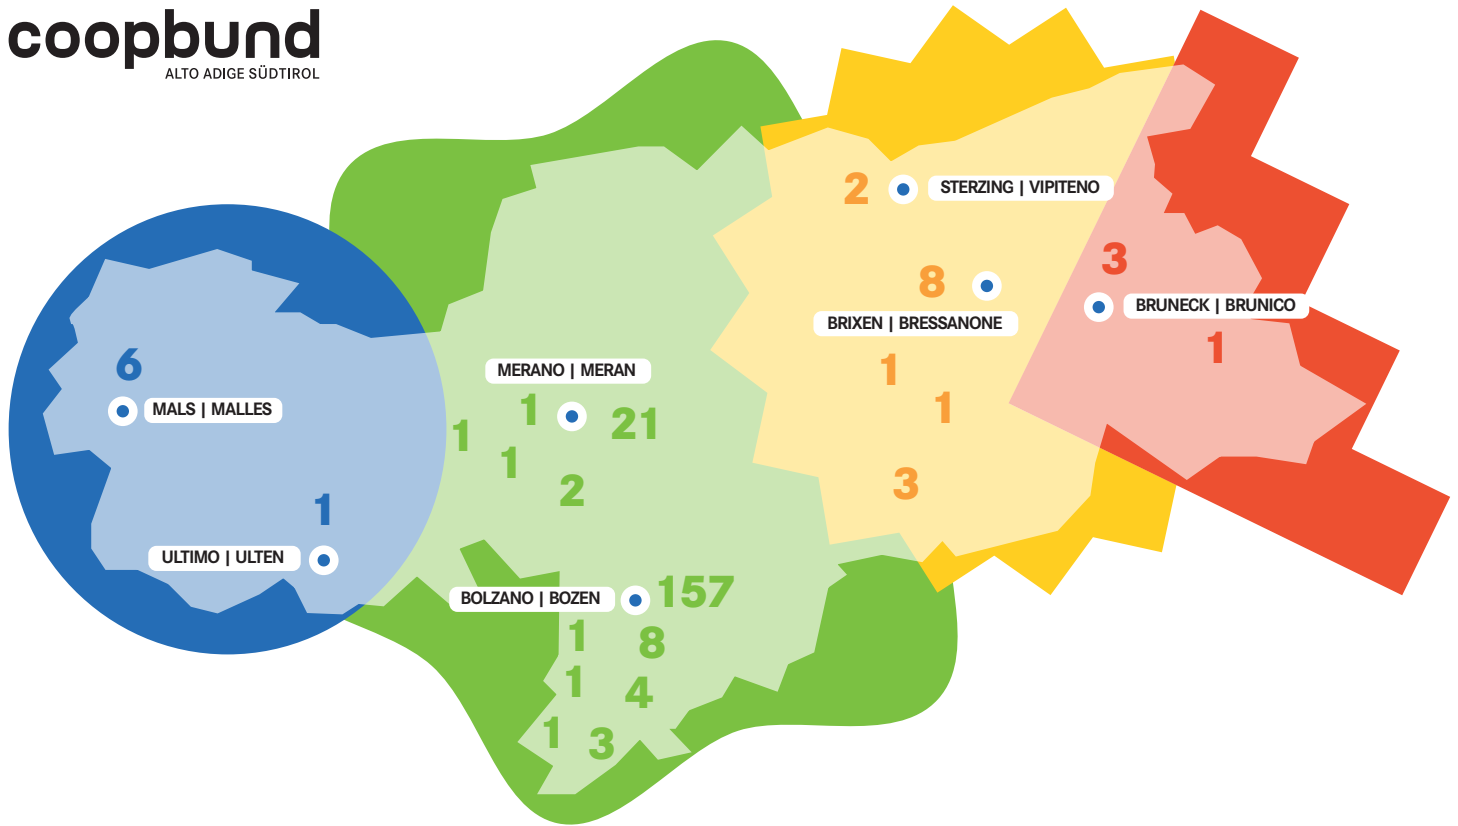 coopbund
ALTO ADIGE SÜDTIROL
2
STERZING | VIPITENO
3
8
BRUNECK | BRUNICO
BRIXEN | BRESSANONE
1
6
MERANO | MERAN
1
MALS | MALLES
1
1
21
1
1
2
3
1
ULTIMO | ULTEN
BOLZANO | BOZEN
157
1
8
1
4
1
3